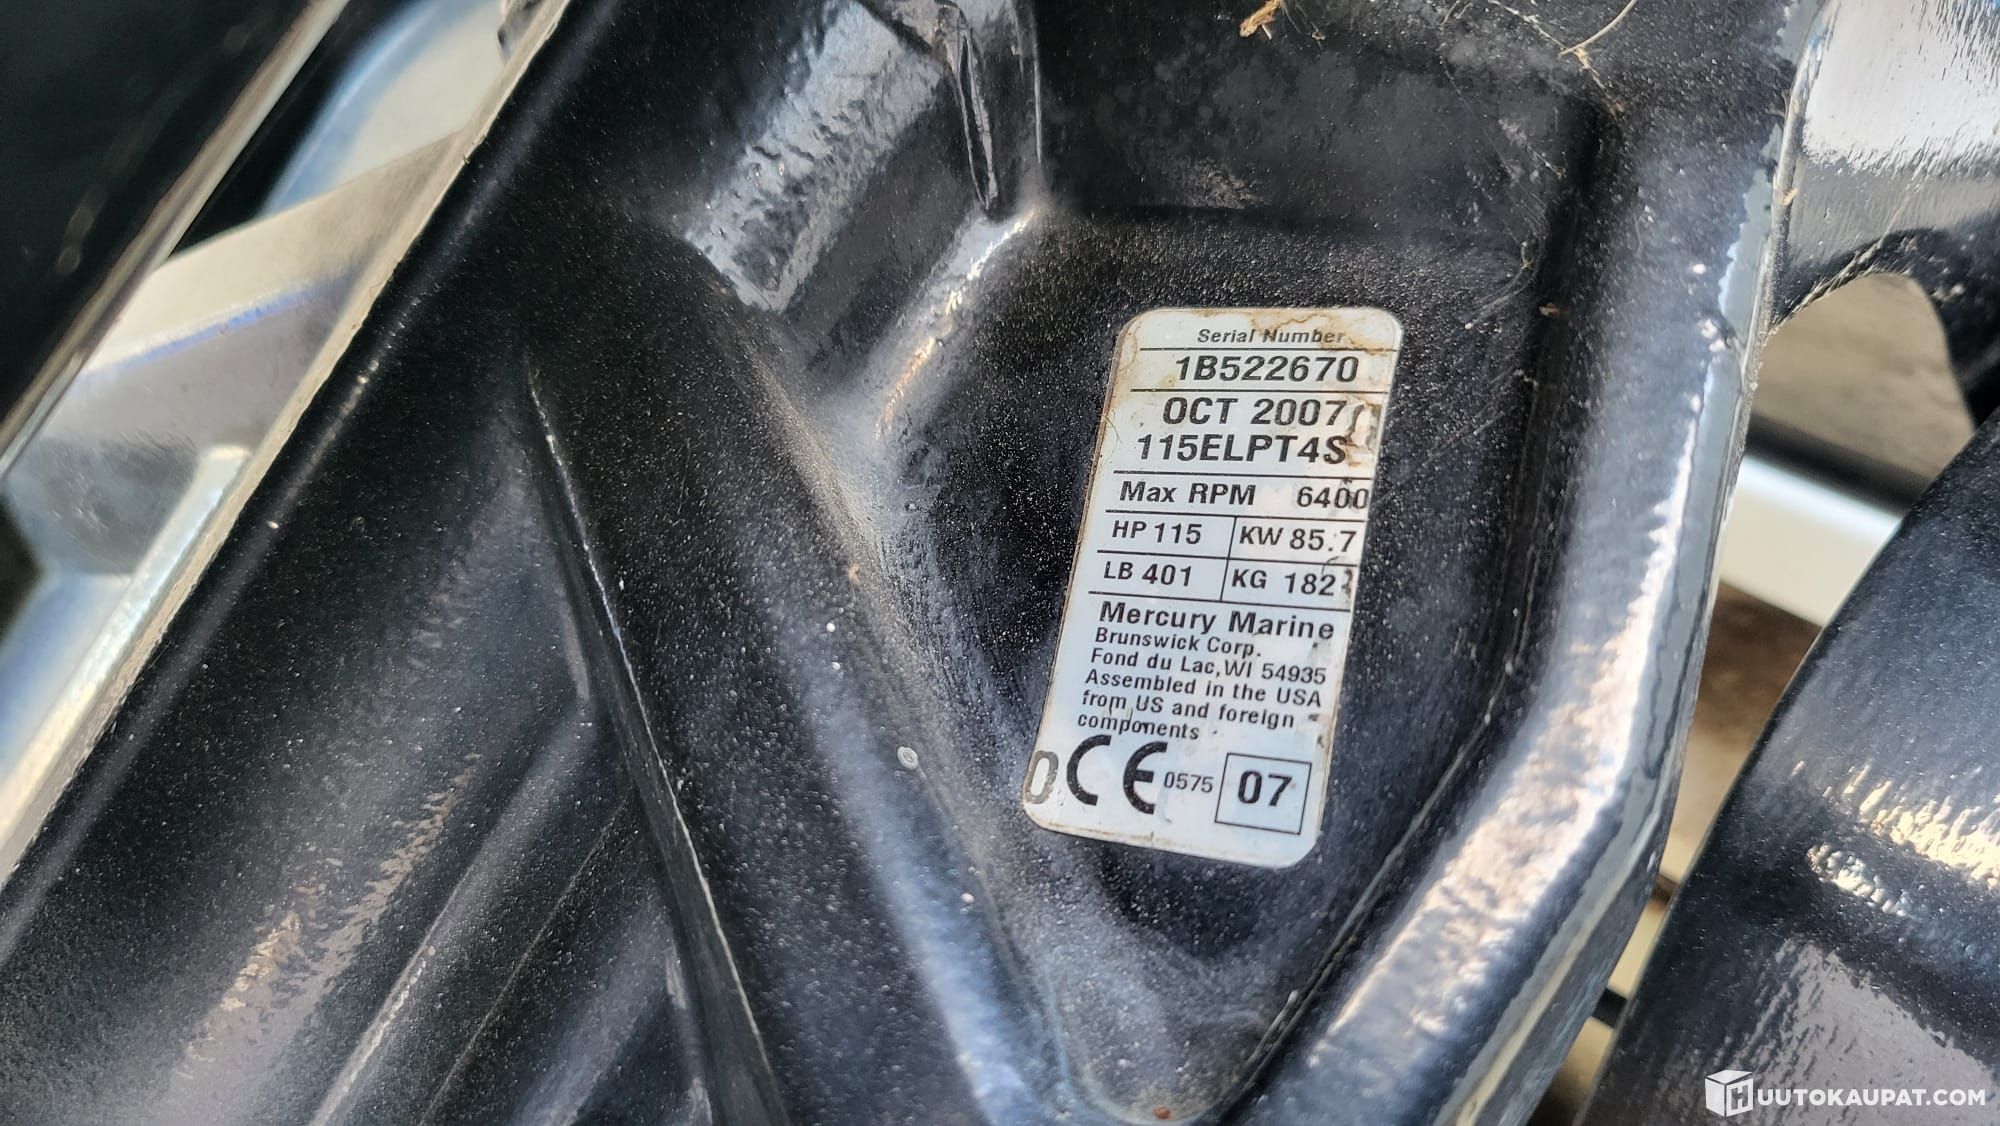 Serial Number
1B522670
OCT 2007
115ELPT4S
Max RPM 6400
HP 115 KW 85.7
LB 401 KG 182
Mercury Marine
Brunswick Corp.
Fond du Lac, WI 54935
Assembled in the USA
from US and foreign
components
CE 0575 07
HUUTOKAUPAT.COM